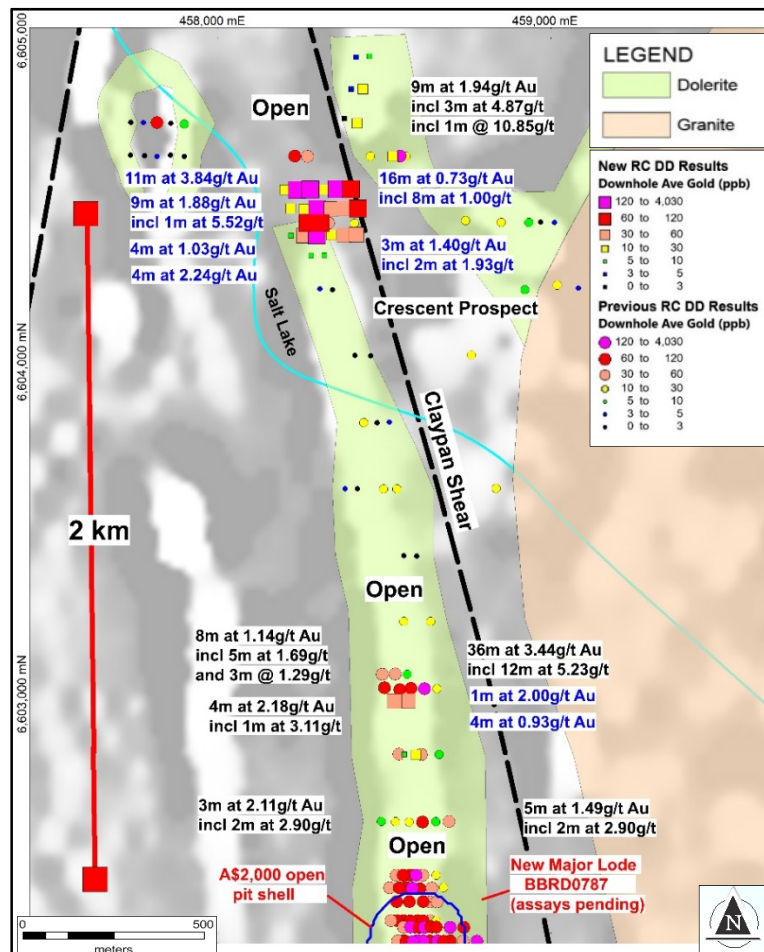 458,000 mE
459,000 mE
6,605,000
6,604,000 mN
6,603,000 mN
LEGEND
Dolerite
Granite
New RC DD Results
Downhole Ave Gold (ppb)
120 to 4,030
60 to 120
30 to 60
10 to 30
5 to 10
3 to 5
0 to 3
Previous RC DD Results
Downhole Ave Gold (ppb)
120 to 4,030
60 to 120
30 to 60
10 to 30
5 to 10
3 to 5
0 to 3
Open
9m at 1.94g/t Au
incl 3m at 4.87g/t
incl 1m @ 10.85g/t
11m at 3.84g/t Au
9m at 1.88g/t Au
incl 1m at 5.52g/t
4m at 1.03g/t Au
4m at 2.24g/t Au
16m at 0.73g/t Au
incl 8m at 1.00g/t
3m at 1.40g/t Au
incl 2m at 1.93g/t
Salt Lake
Crescent Prospect
Claypan Shear
2 km
Open
8m at 1.14g/t Au
incl 5m at 1.69g/t
and 3m @ 1.29g/t
4m at 2.18g/t Au
incl 1m at 3.11g/t
36m at 3.44g/t Au
incl 12m at 5.23g/t
1m at 2.00g/t Au
4m at 0.93g/t Au
3m at 2.11g/t Au
incl 2m at 2.90g/t
5m at 1.49g/t Au
incl 2m at 2.90g/t
Open
A$2,000 open
pit shell
New Major Lode
BBRD0787
(assays pending)
0
500
meters
N